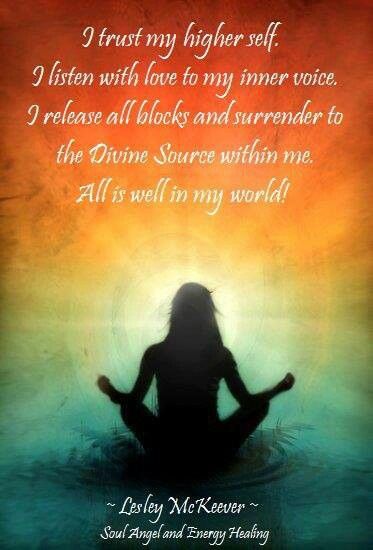 I trust my higher self.
I listen with love to my inner voice.
I release all blocks and surrender to
the Divine Source within me.
All is well in my world!
~ Lesley McKeever ~
Soul Angel and Energy Healing